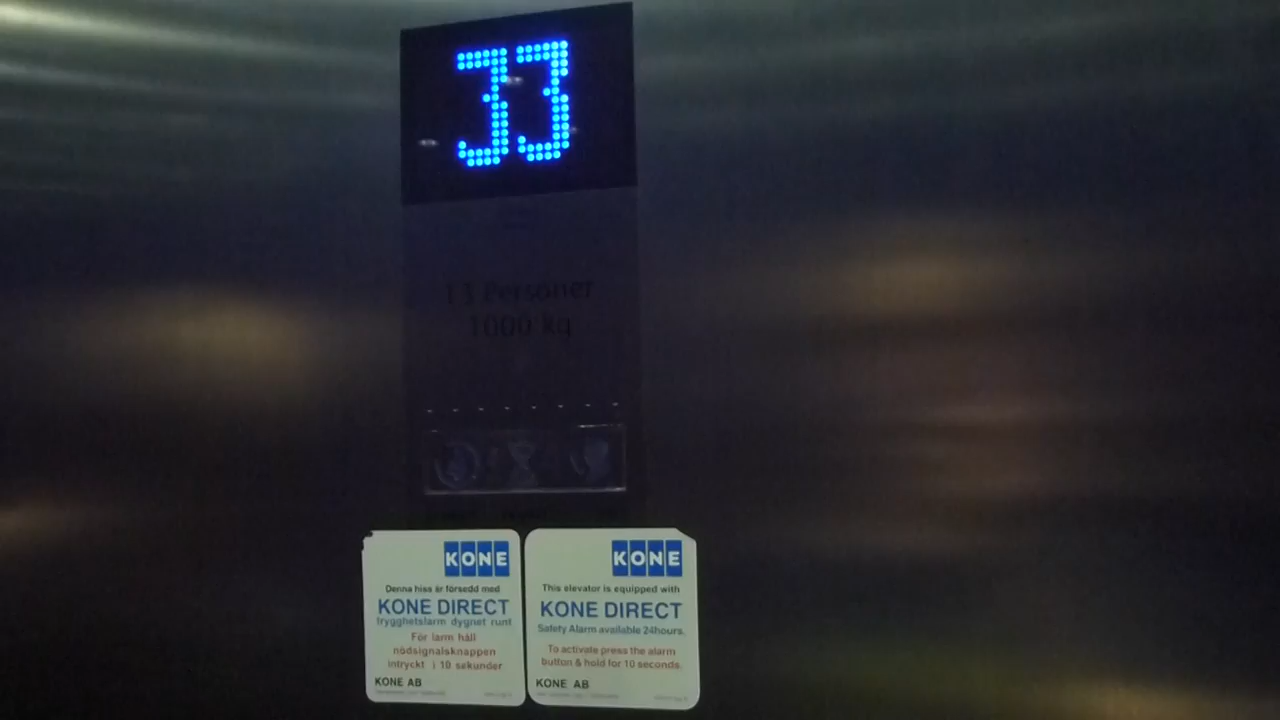 33
13 Personer
1000 kg
KONE
Denna hiss är försedd med
KONE DIRECT
trygghetslarm dygnet runt
För larm håll
nödsignalsknappen
intryckt i 10 sekunder
KONE AB
KONE
This elevator is equipped with
KONE DIRECT
Safety Alarm available 24hours.
To activate press the alarm
button & hold for 10 seconds.
KONE AB